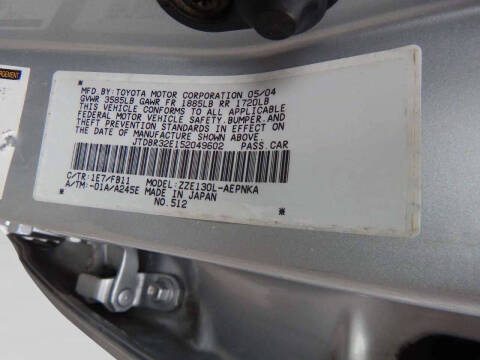 MFD.BY:TOYOTA MOTOR CORPORATION 05/04
GVWR 3585LB GAWR FR 1885LB RR 1720LB
THIS VEHICLE CONFORMS TO ALL APPLICABLE
FEDERAL MOTOR VEHICLE SAFETY,BUMPER,AND
THEFT PREVENTION STANDARDS IN EFFECT ON
THE DATE OF MANUFACTURE SHOWN ABOVE.
JTDBR32E152049602 PASS.CAR
C/TR:1E7/FB11 MODEL:ZZE130L-AEPNKA
A/TM:-01A/A245E MADE IN JAPAN
NO.512